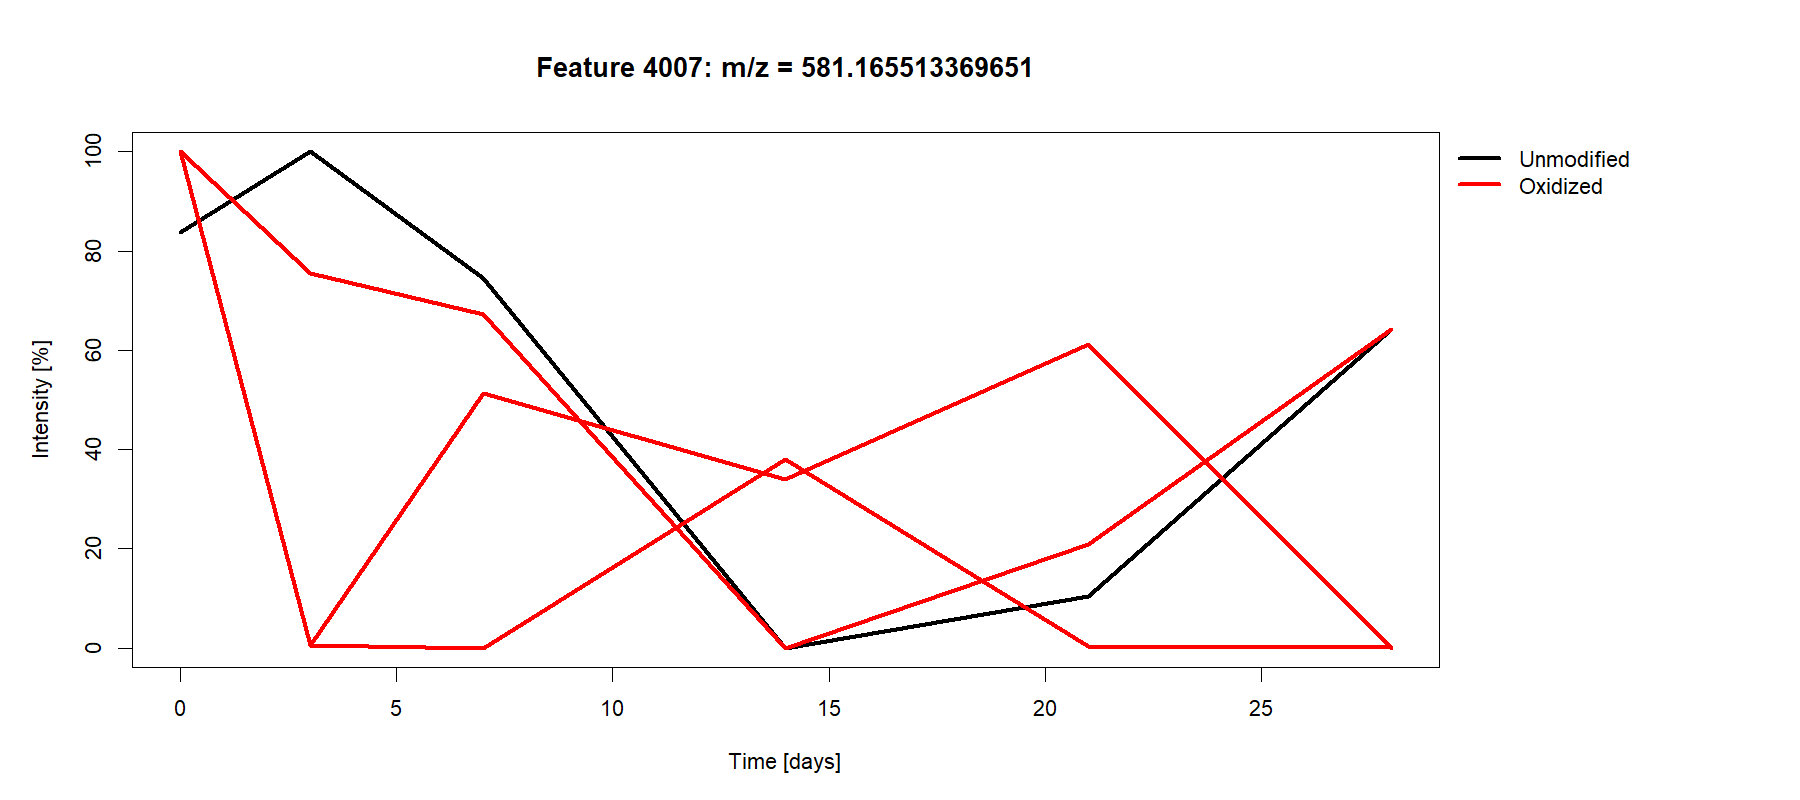 Feature 4007: m/z = 581.165513369651
Unmodified
Oxidized
Intensity [%]
100
80
60
40
20
0
0 5 10 15 20 25
Time [days]